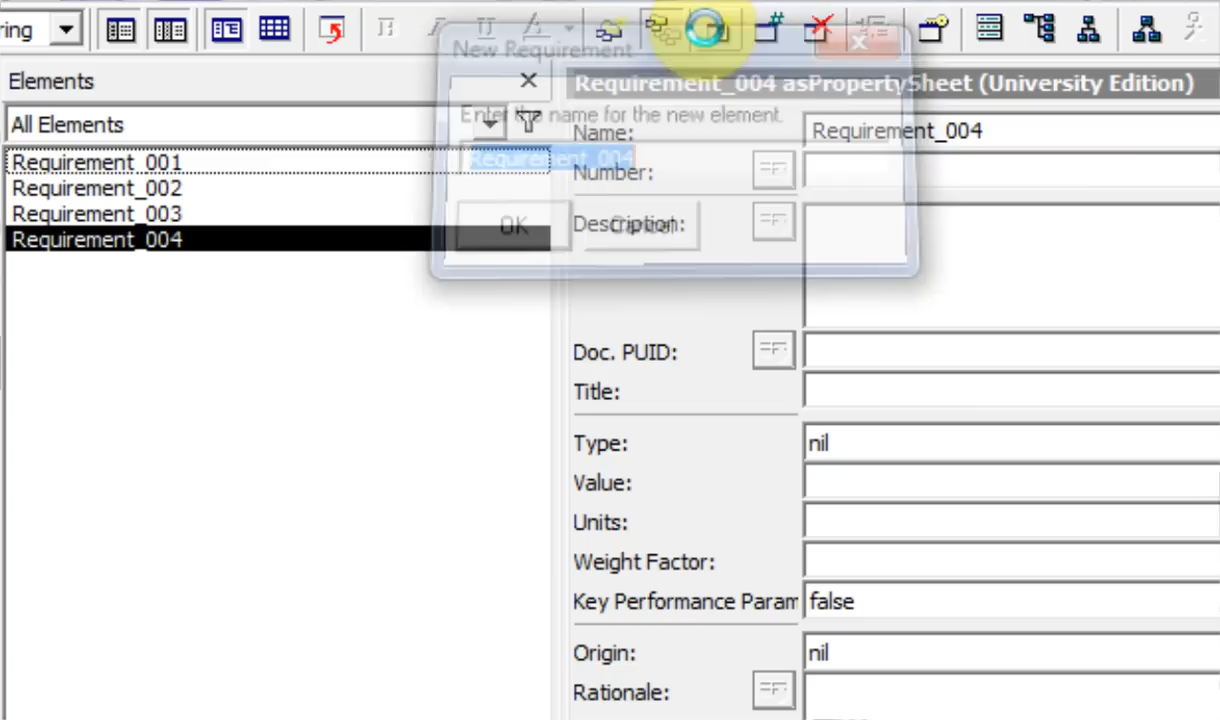 ring
New Requirement
Elements
Requirement_004 asPropertySheet (University Edition)
Enter the name for the new element.
All Elements
Name:
Requirement_004
Requirement_004
Requirement_001
Number:
Requirement_002
Requirement_003
OK
Cancel
Description:
Requirement_004
Doc. PUID:
Title:
Type:
nil
Value:
Units:
Weight Factor:
Key Performance Param
false
Origin:
nil
Rationale: